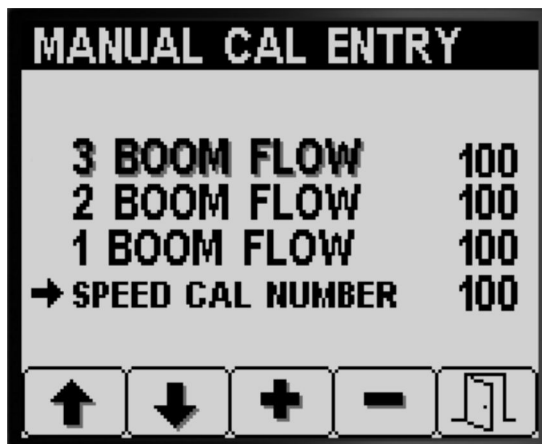 MANUAL CAL ENTRY
3 BOOM FLOW 100
2 BOOM FLOW 100
1 BOOM FLOW 100
➔ SPEED CAL NUMBER 100